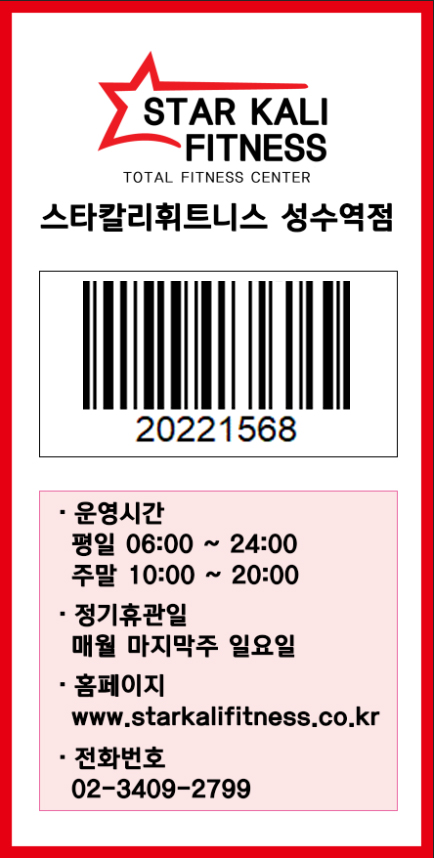 STAR KALI
FITNESS
TOTAL FITNESS CENTER
스타칼리휘트니스 성수역점
20221568
· 운영시간
평일 06:00 ~ 24:00
주말 10:00 ~ 20:00
· 정기휴관일
매월 마지막주 일요일
· 홈페이지
www.starkalifitness.co.kr
· 전화번호
02-3409-2799